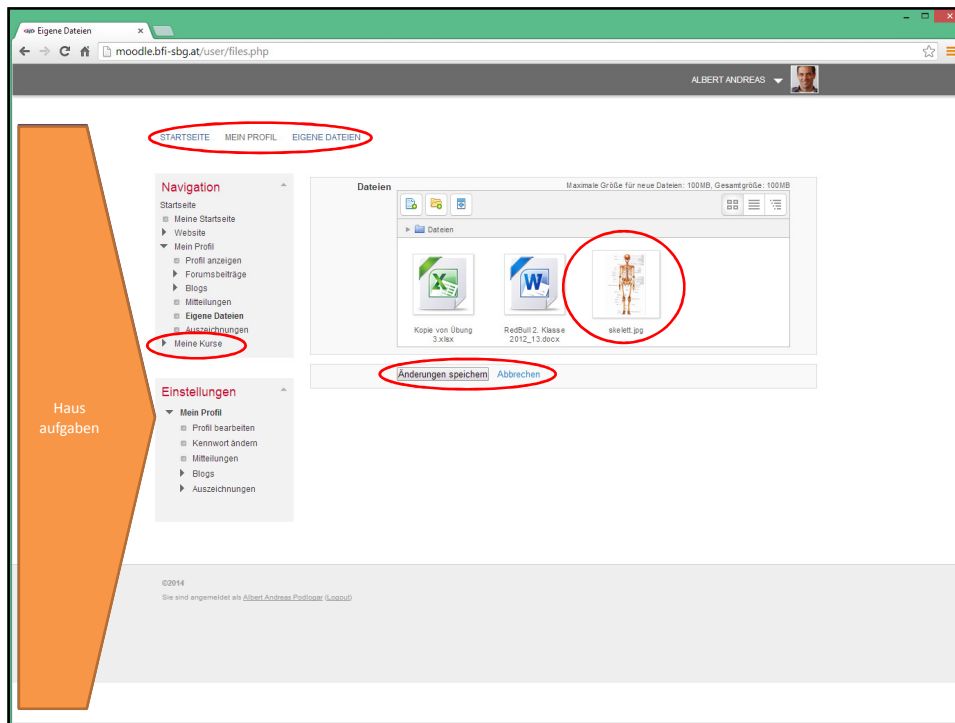 Eigene Dateien
moodle.bfi-sbg.at/user/files.php
ALBERT ANDREAS
STARTSEITE MEIN PROFIL EIGENE DATEIEN
Navigation
Startseite
Meine Startseite
Website
Mein Profil
Profil anzeigen
Forumsbeiträge
Blogs
Mitteilungen
Eigene Dateien
Auszeichnungen
Meine Kurse
Dateien
Maximale Größe für neue Dateien: 100MB, Gesamtgröße: 100MB
Dateien
Kopie von Übung
3.xlsx
RedBull 2. Klasse
2012_13.docx
skelett.jpg
Änderungen speichern Abbrechen
Einstellungen
Mein Profil
Profil bearbeiten
Kennwort ändern
Mitteilungen
Blogs
Auszeichnungen
Haus
aufgaben
©2014
Sie sind angemeldet als Albert Andreas Podlogar (Logout)